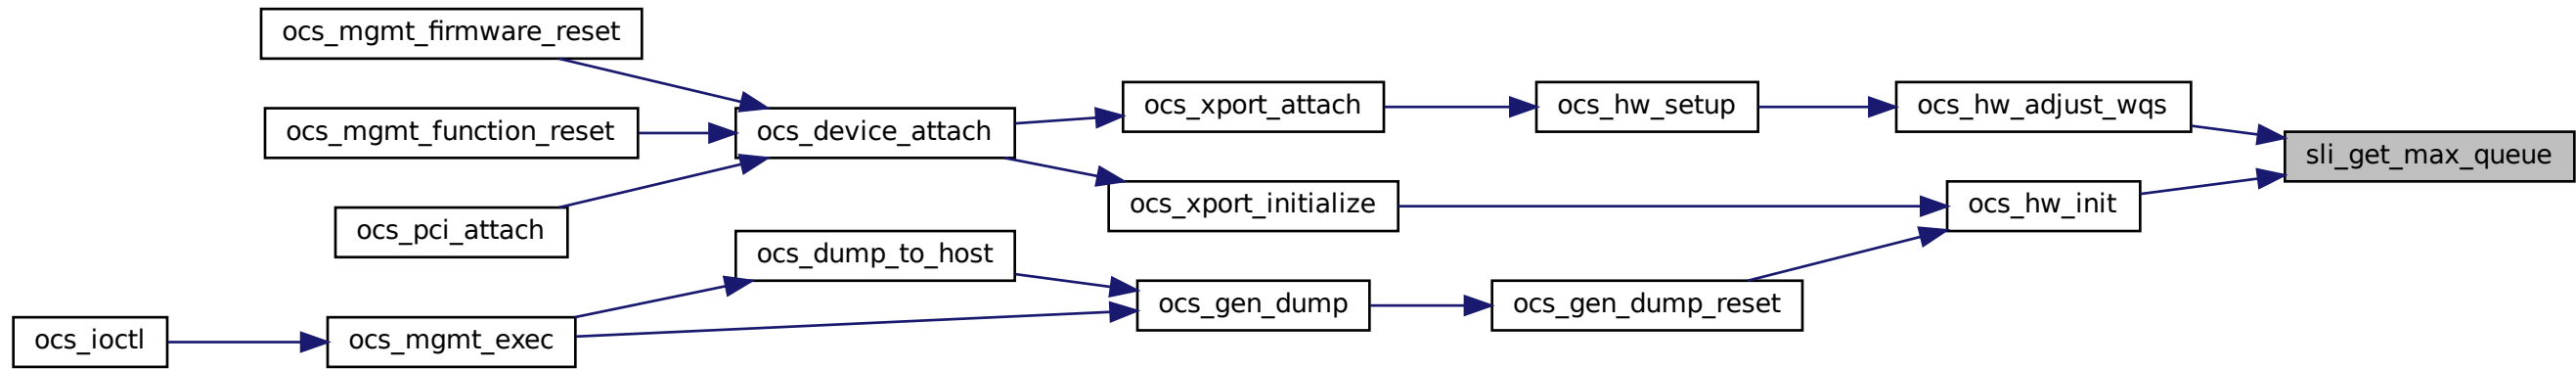 ocs_mgmt_firmware_reset
ocs_mgmt_function_reset
ocs_pci_attach
ocs_ioctl
ocs_mgmt_exec
ocs_device_attach
ocs_dump_to_host
ocs_xport_attach
ocs_xport_initialize
ocs_gen_dump
ocs_hw_setup
ocs_gen_dump_reset
ocs_hw_adjust_wqs
ocs_hw_init
sli_get_max_queue